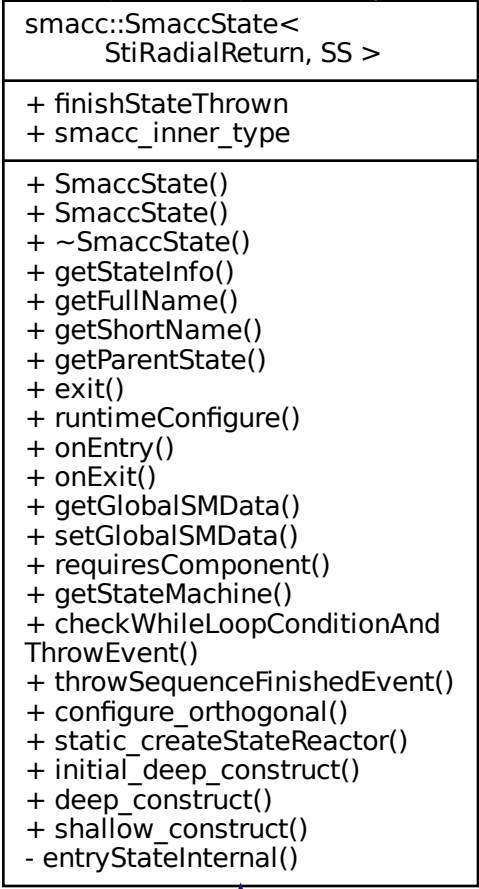 smacc::SmaccState<
StiRadialReturn, SS >
+ finishStateThrown
+ smacc_inner_type
+ SmaccState()
+ SmaccState()
+ ~SmaccState()
+ getStateInfo()
+ getFullName()
+ getShortName()
+ getParentState()
+ exit()
+ runtimeConfigure()
+ onEntry()
+ onExit()
+ getGlobalSMData()
+ setGlobalSMData()
+ requiresComponent()
+ getStateMachine()
+ checkWhileLoopConditionAnd
ThrowEvent()
+ throwSequenceFinishedEvent()
+ configure_orthogonal()
+ static_createStateReactor()
+ initial_deep_construct()
+ deep_construct()
+ shallow_construct()
- entryStateInternal()